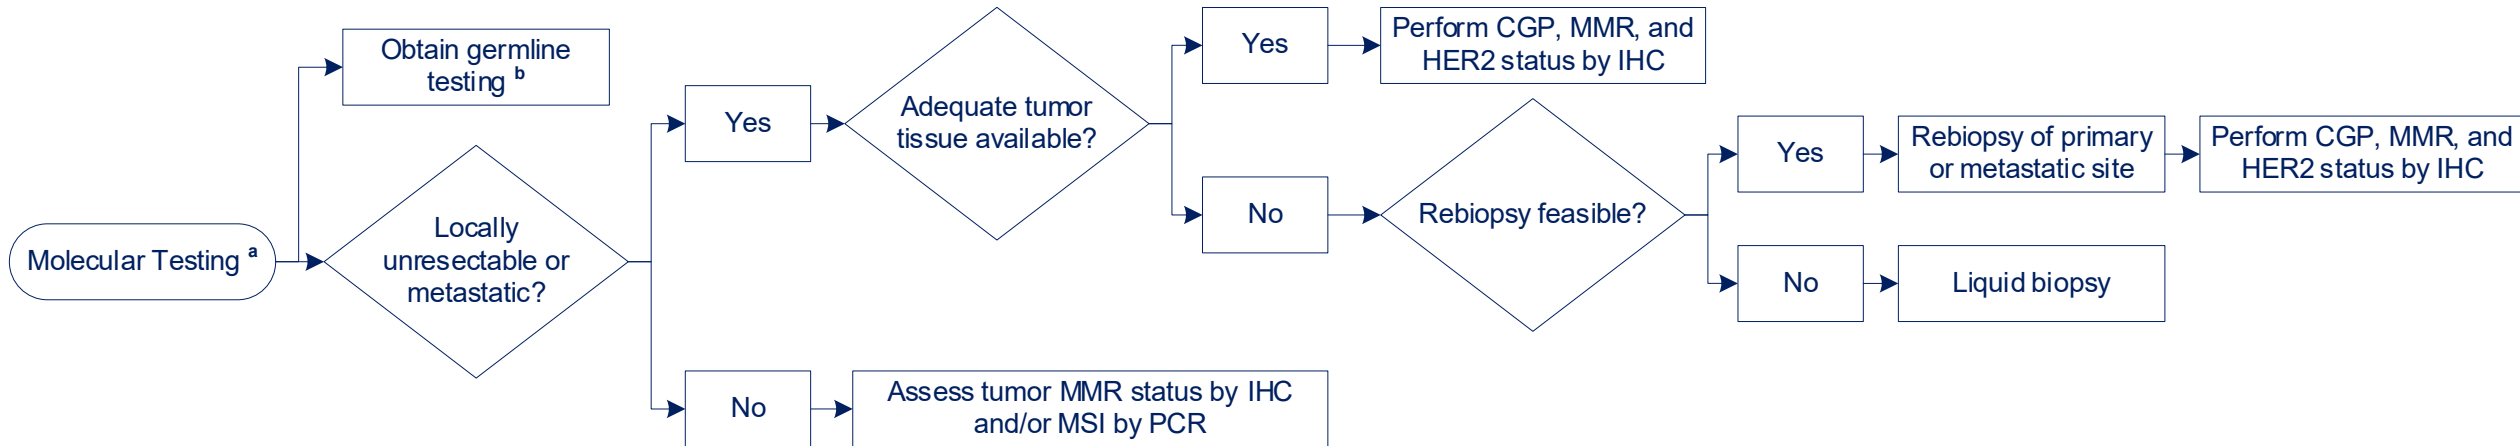 Molecular Testing a
Obtain germline
testing b
Locally
unresectable or
metastatic?
Yes
Adequate tumor
tissue available?
Yes
Perform CGP, MMR, and
HER2 status by IHC
No
Rebiopsy feasible?
Yes
Rebiopsy of primary
or metastatic site
Perform CGP, MMR, and
HER2 status by IHC
No
Liquid biopsy
No
Assess tumor MMR status by IHC
and/or MSI by PCR